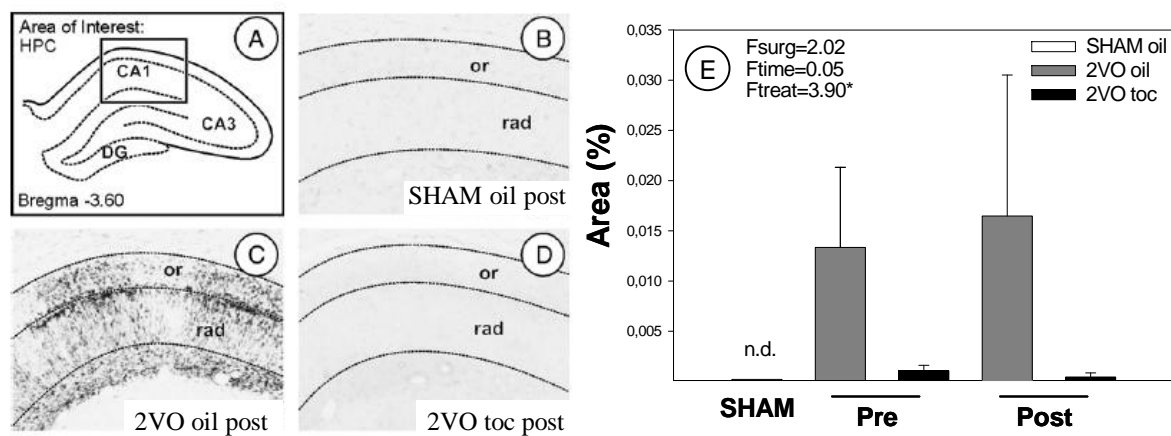 Area of Interest:
HPC
A
CA1
CA3
DG
Bregma -3.60
B
or
rad
SHAM oil post
C
or
rad
2VO oil post
D
or
rad
2VO toc post
E
Fsurg=2.02
Ftime=0.05
Ftreat=3.90*
SHAM oil
2VO oil
2VO toc
Area (%)
0,035
0,030
0,025
0,020
0,015
0,010
0,005
n.d.
SHAM
Pre
Post